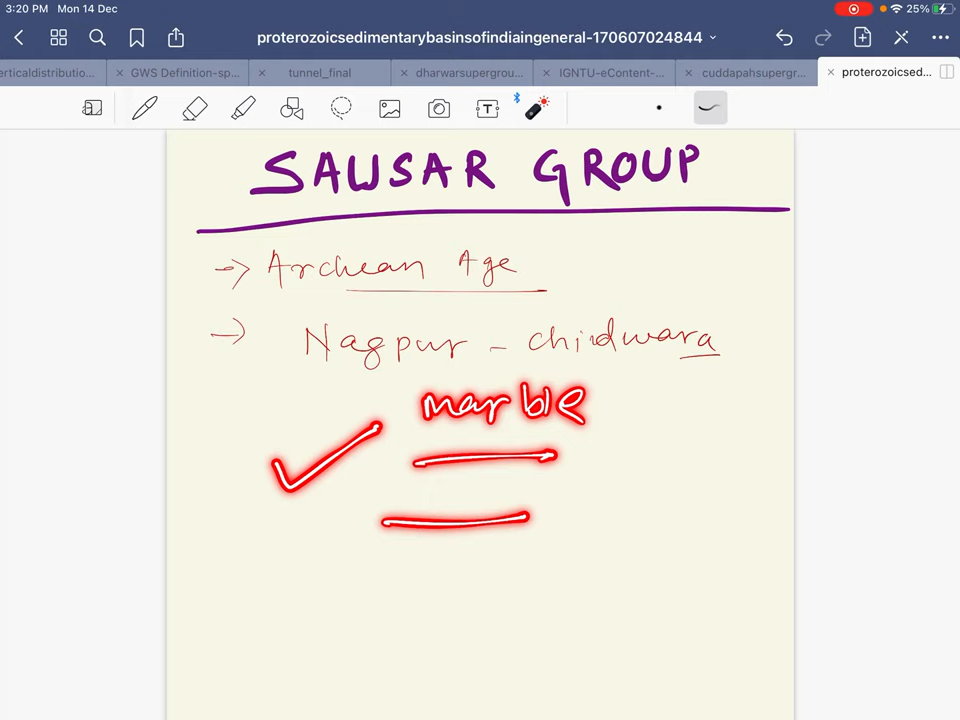 3:20 PM Mon 14 Dec
25%
proterozoicsedimentarybasinsofindiaingeneral-170607024844
erticaldistributio...
GWS Definition-sp...
tunnel_final
dharwarsupergrou...
IGNTU-eContent-...
cuddapahsupergr...
proterozoicsed...
SAUSAR GROUP
→ Archean Age
→ Nagpur - chidwara
marble